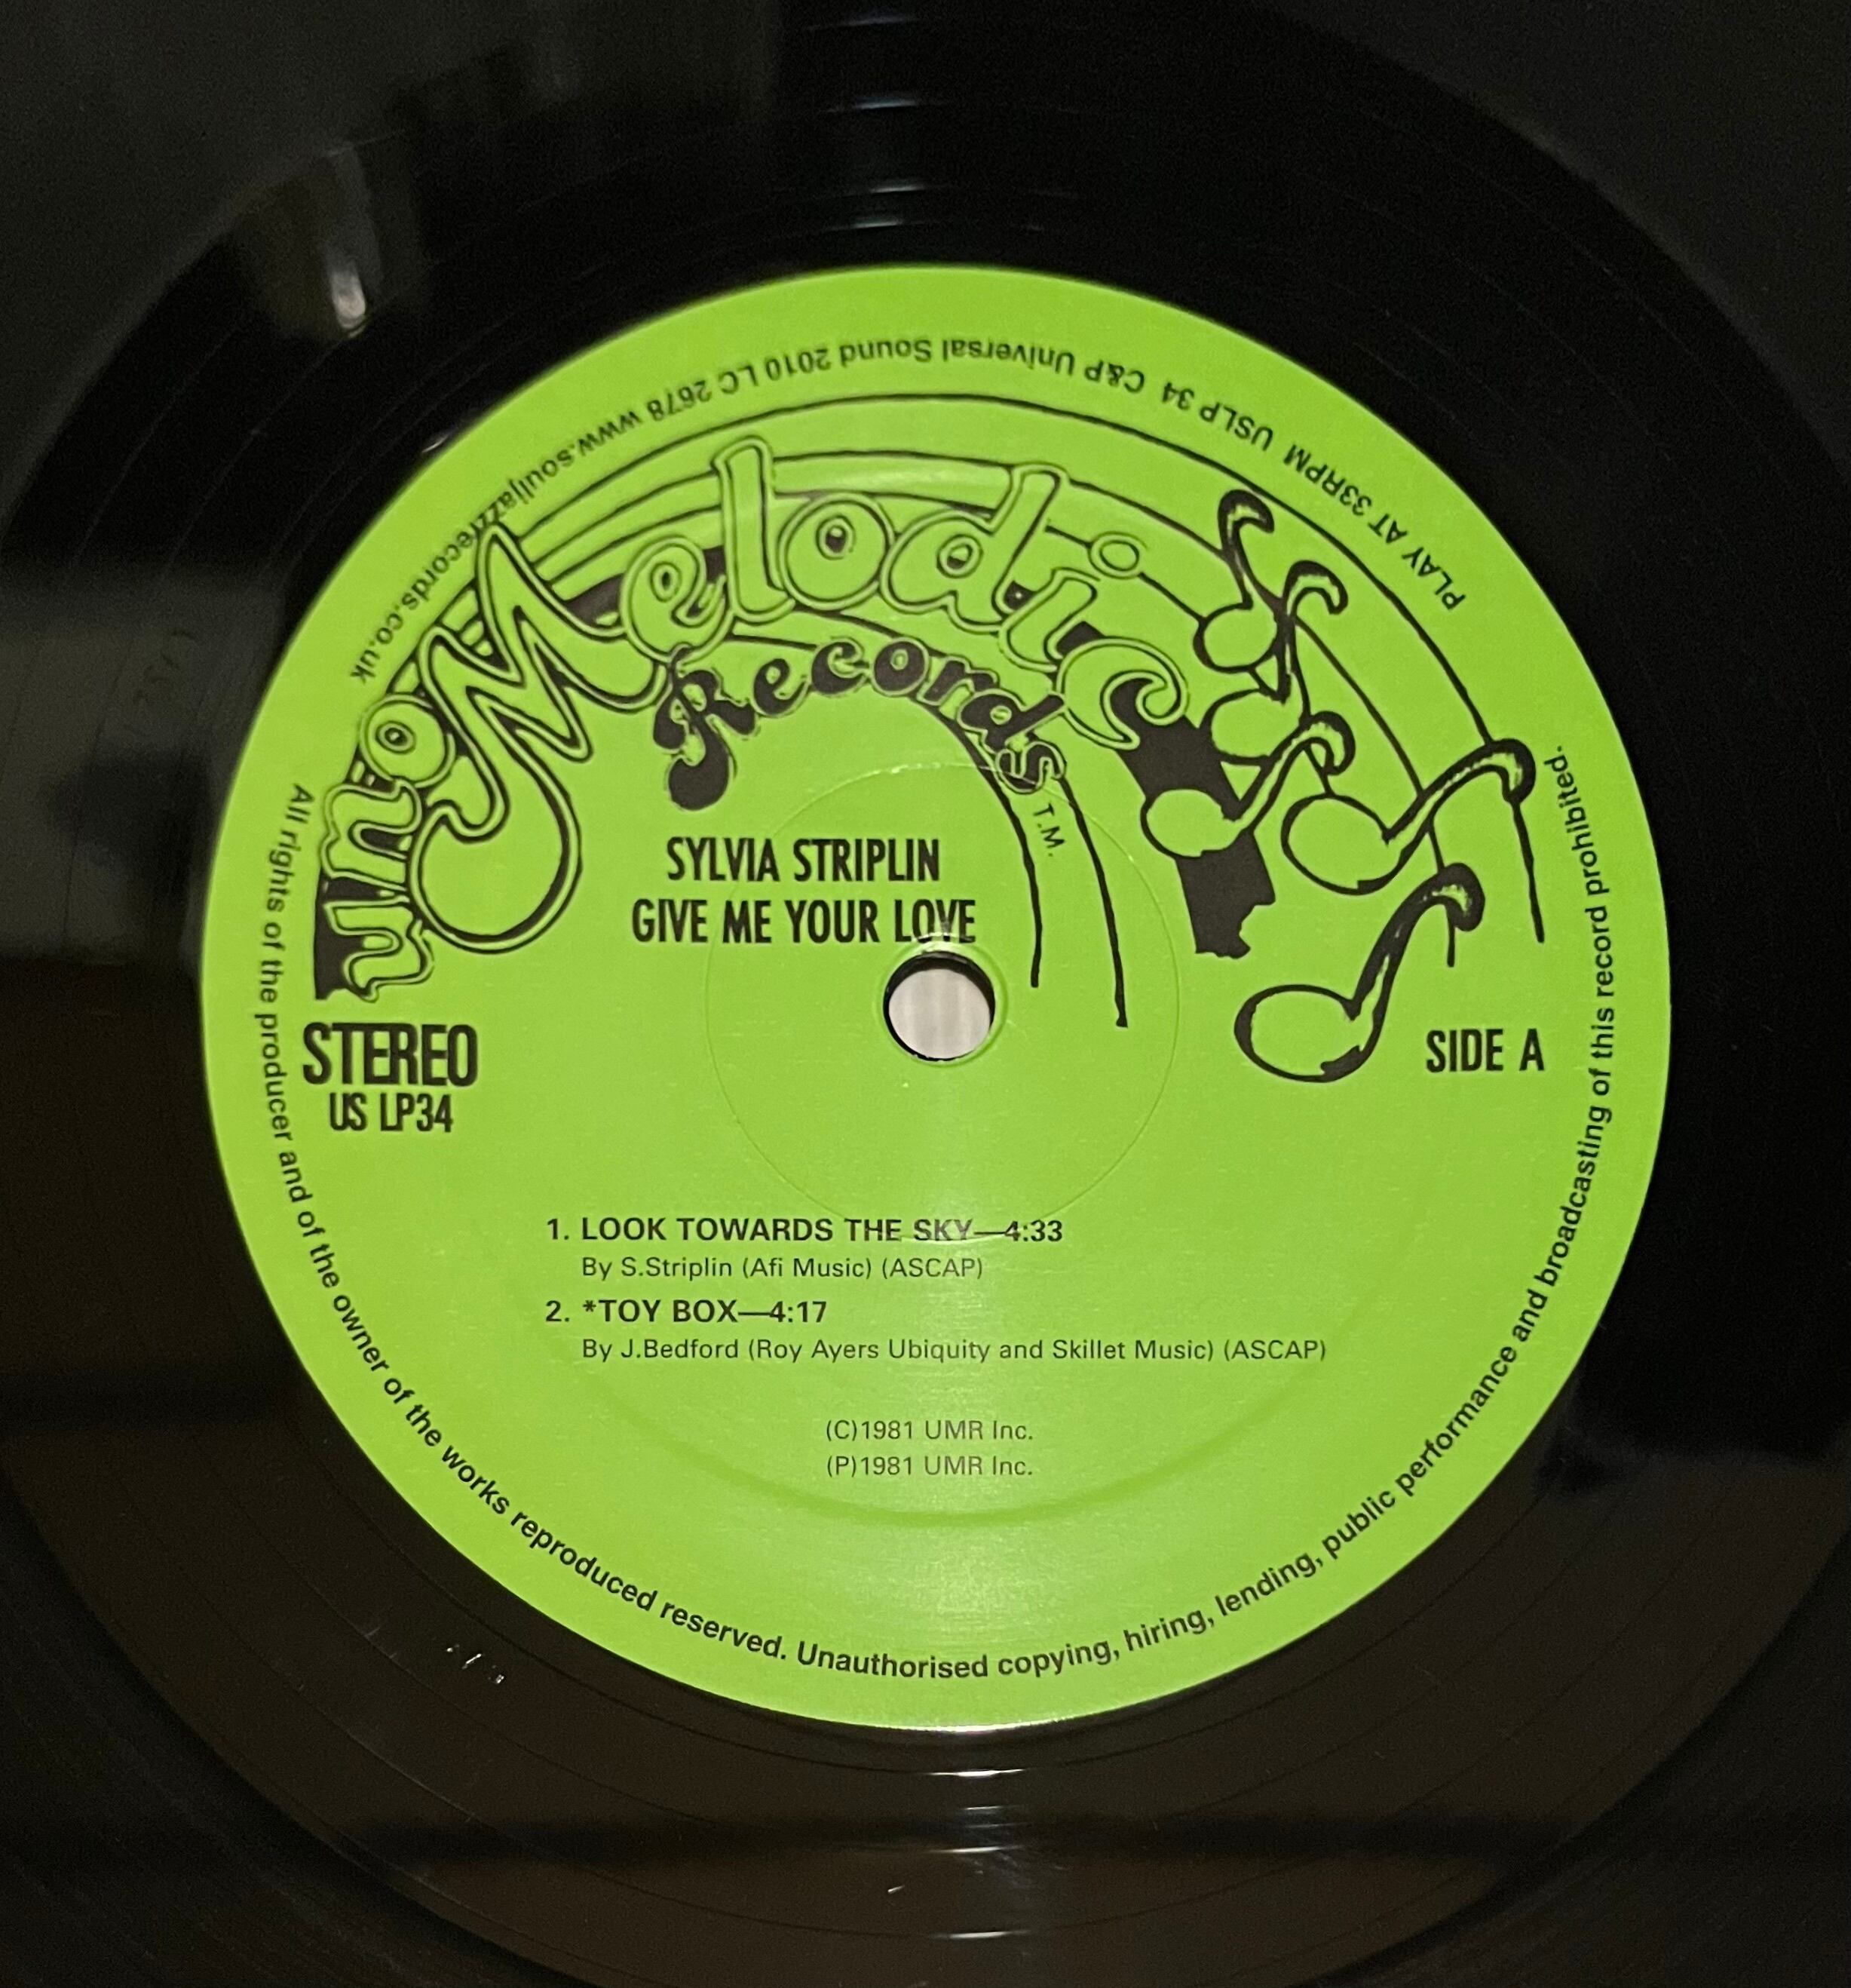 PLAY AT 33RPM USLP 34 C&P Universal Sound 2010 LC 2678 www.souljazzrecords.co.uk
uno Melodic
Records
T.M.
SYLVIA STRIPLIN
GIVE ME YOUR LOVE
STEREO
US LP34
SIDE A
1. LOOK TOWARDS THE SKY—4:33
By S.Striplin (Afi Music) (ASCAP)
2. *TOY BOX—4:17
By J.Bedford (Roy Ayers Ubiquity and Skillet Music) (ASCAP)
(C)1981 UMR Inc.
(P)1981 UMR Inc.
All rights of the producer and of the owner of the works reproduced reserved. Unauthorised copying, hiring, lending, public performance and broadcasting of this record prohibited.